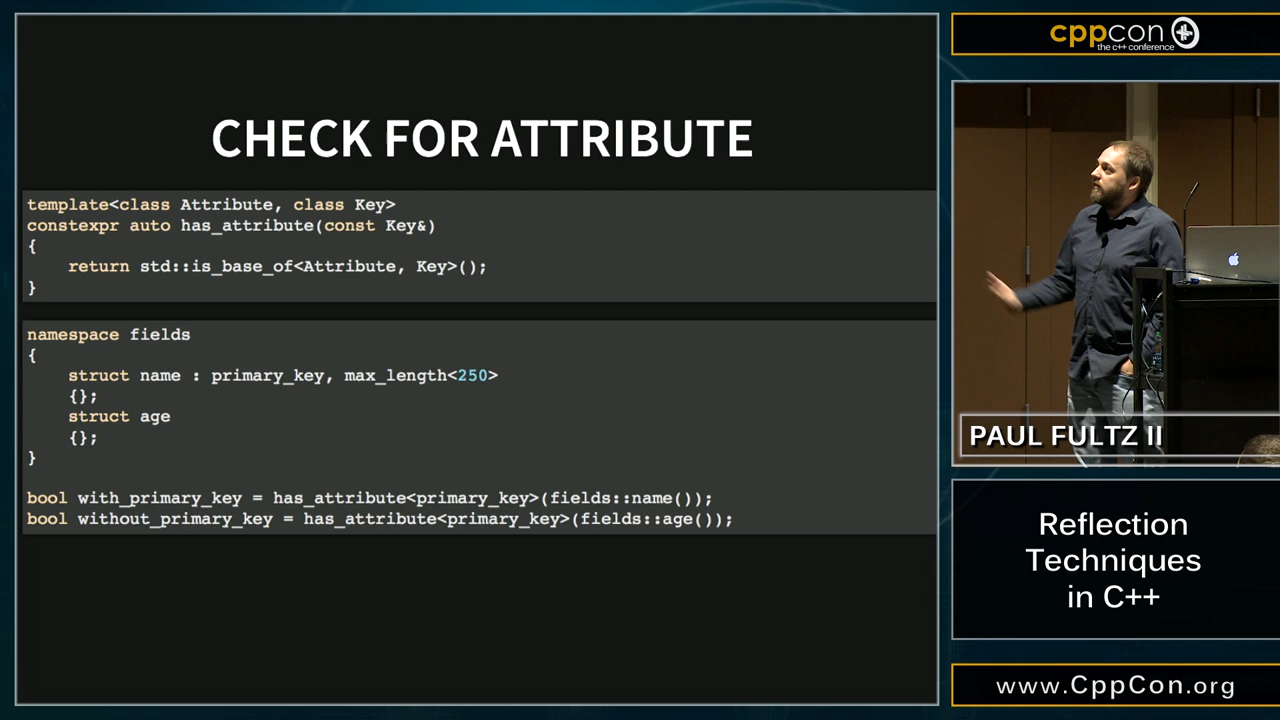 CHECK FOR ATTRIBUTE
template<class Attribute, class Key>
constexpr auto has_attribute(const Key&)
{
    return std::is_base_of<Attribute, Key>();
}
namespace fields
{
    struct name : primary_key, max_length<250>
    {};
    struct age
    {};
}
bool with_primary_key = has_attribute<primary_key>(fields::name());
bool without_primary_key = has_attribute<primary_key>(fields::age());
cppcon
the c++ conference
PAUL FULTZ II
Reflection
Techniques
in C++
www.CppCon.org